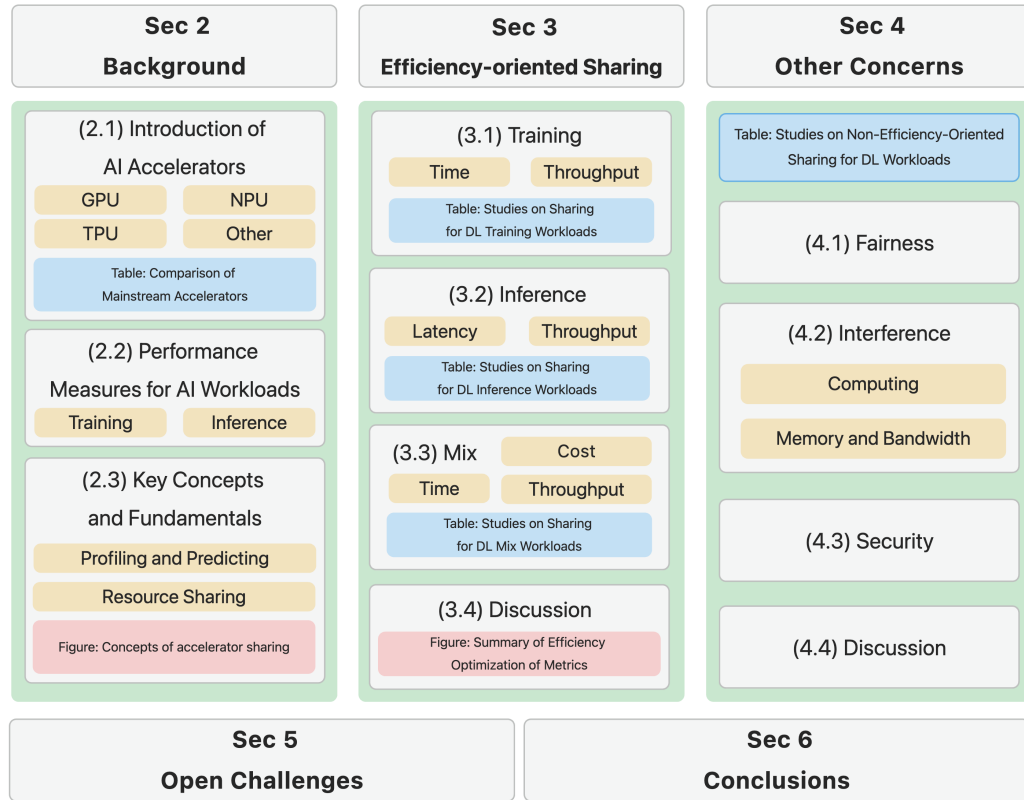 Sec 2
Background
(2.1) Introduction of
AI Accelerators
GPU
NPU
TPU
Other
Table: Comparison of
Mainstream Accelerators
(2.2) Performance
Measures for AI Workloads
Training
Inference
(2.3) Key Concepts
and Fundamentals
Profiling and Predicting
Resource Sharing
Figure: Concepts of accelerator sharing
Sec 3
Efficiency-oriented Sharing
(3.1) Training
Time
Throughput
Table: Studies on Sharing
for DL Training Workloads
(3.2) Inference
Latency
Throughput
Table: Studies on Sharing
for DL Inference Workloads
(3.3) Mix
Cost
Time
Throughput
Table: Studies on Sharing
for DL Mix Workloads
(3.4) Discussion
Figure: Summary of Efficiency
Optimization of Metrics
Sec 4
Other Concerns
Table: Studies on Non-Efficiency-Oriented
Sharing for DL Workloads
(4.1) Fairness
(4.2) Interference
Computing
Memory and Bandwidth
(4.3) Security
(4.4) Discussion
Sec 5
Open Challenges
Sec 6
Conclusions